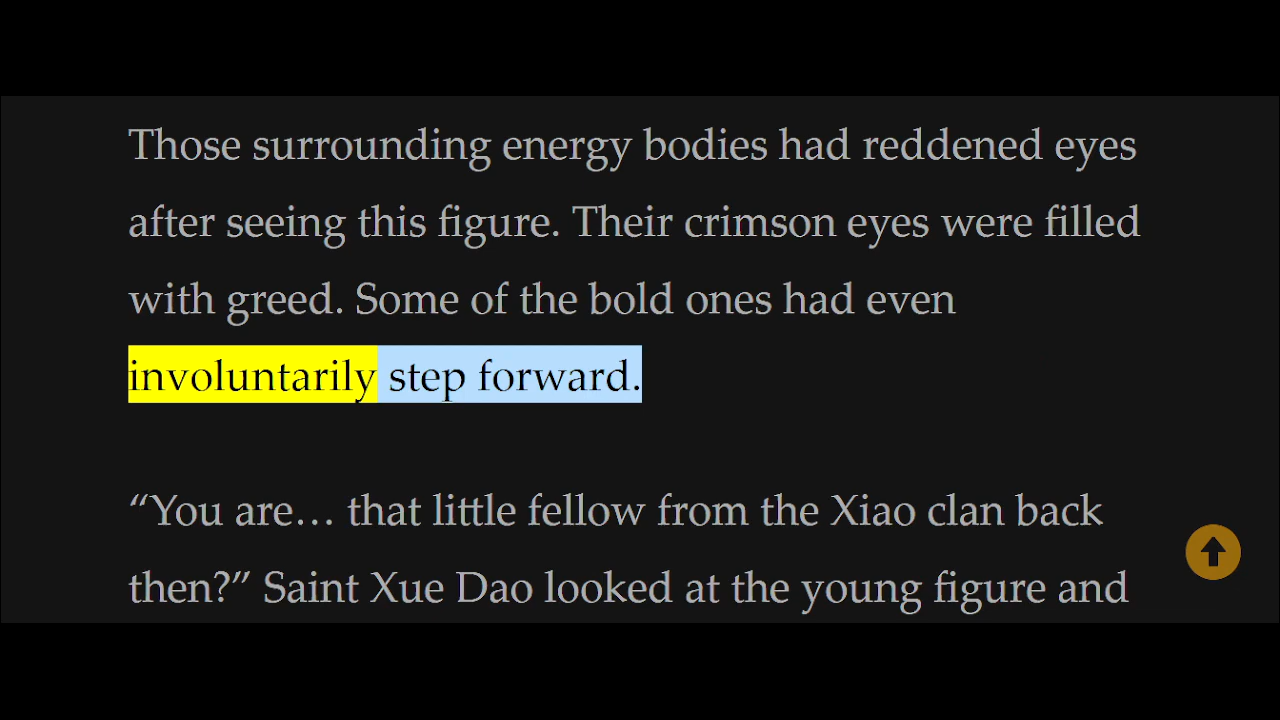 Those surrounding energy bodies had reddened eyes
after seeing this figure. Their crimson eyes were filled
with greed. Some of the bold ones had even
involuntarily step forward.
“You are… that little fellow from the Xiao clan back
then?” Saint Xue Dao looked at the young figure and